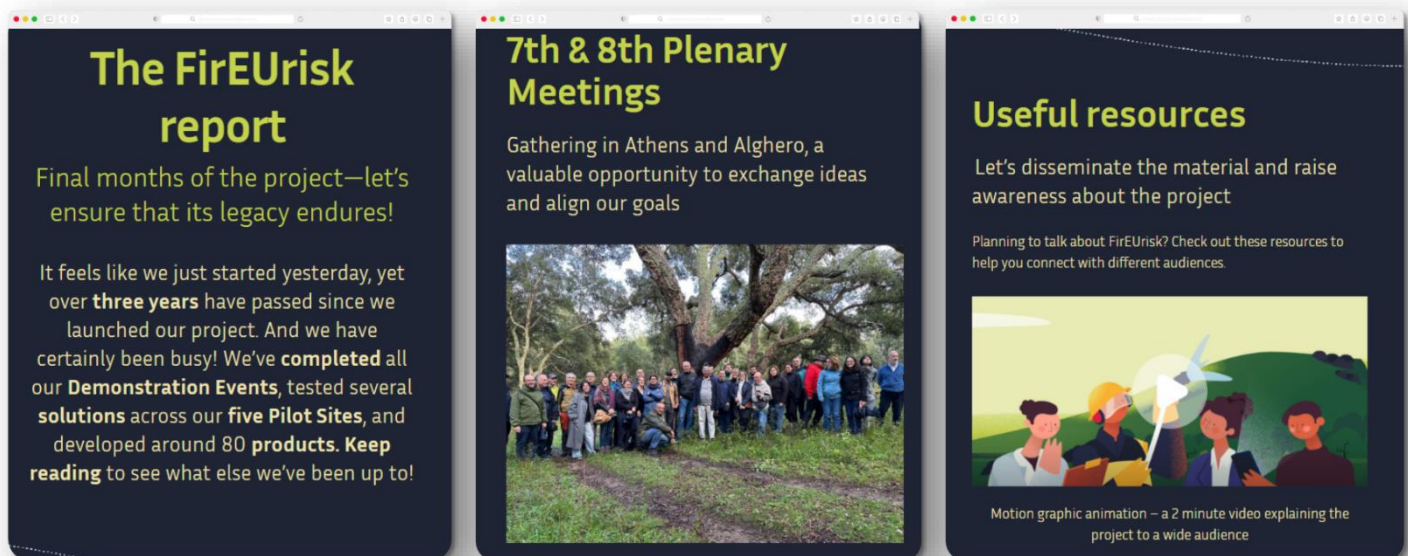 The FirEUrisk
report
Final months of the project—let's
ensure that its legacy endures!
It feels like we just started yesterday, yet
over three years have passed since we
launched our project. And we have
certainly been busy! We've completed all
our Demonstration Events, tested several
solutions across our five Pilot Sites, and
developed around 80 products. Keep
reading to see what else we've been up to!
7th & 8th Plenary
Meetings
Gathering in Athens and Alghero, a
valuable opportunity to exchange ideas
and align our goals
Useful resources
Let's disseminate the material and raise
awareness about the project
Planning to talk about FirEUrisk? Check out these resources to
help you connect with different audiences.
Motion graphic animation – a 2 minute video explaining the
project to a wide audience